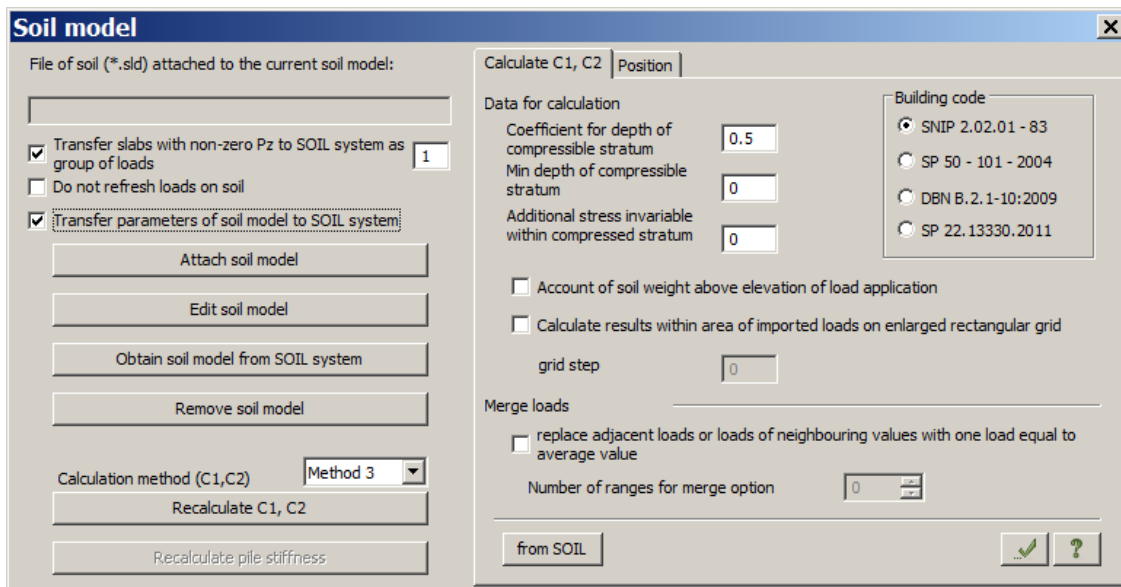 Soil model
File of soil (*.sld) attached to the current soil model:
Transfer slabs with non-zero Pz to SOIL system as
group of loads
1
Do not refresh loads on soil
Transfer parameters of soil model to SOIL system
Attach soil model
Edit soil model
Obtain soil model from SOIL system
Remove soil model
Calculation method (C1,C2)
Method 3
Recalculate C1, C2
Recalculate pile stiffness
Calculate C1, C2
Position
Data for calculation
Coefficient for depth of
compressible stratum
0.5
Min depth of compressible
stratum
0
Additional stress invariable
within compressed stratum
0
Building code
SNIP 2.02.01 - 83
SP 50 - 101 - 2004
DBN B.2.1-10:2009
SP 22.13330.2011
Account of soil weight above elevation of load application
Calculate results within area of imported loads on enlarged rectangular grid
grid step
0
Merge loads
replace adjacent loads or loads of neighbouring values with one load equal to
average value
Number of ranges for merge option
0
from SOIL
?